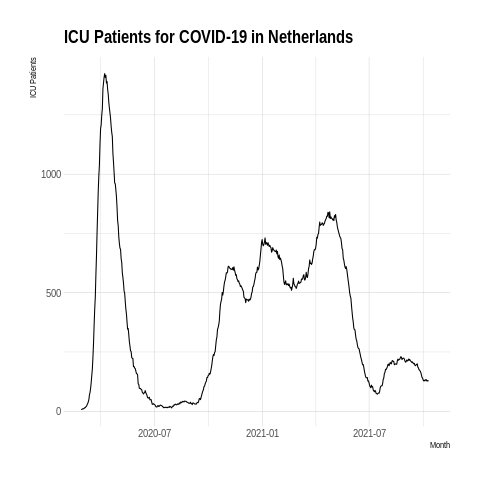 ICU Patients for COVID-19 in Netherlands
ICU Patients
1000
500
0
2020-07
2021-01
2021-07
Month